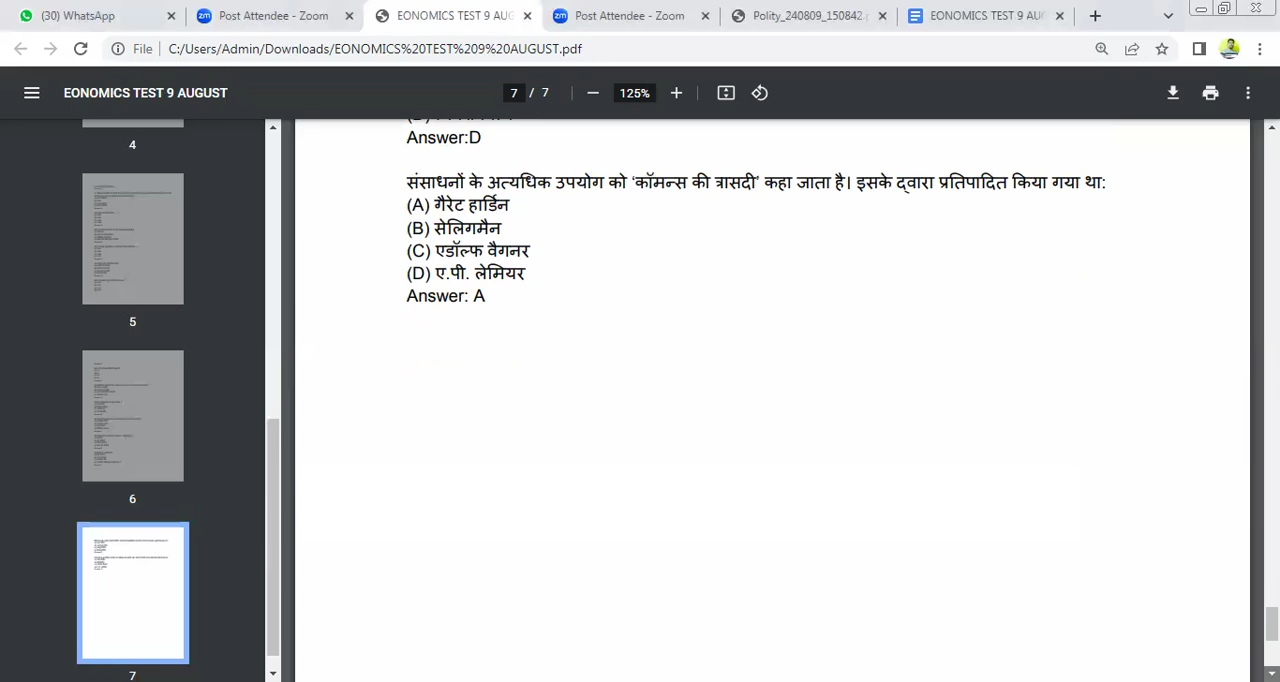 (30) WhatsApp
Post Attendee - Zoom
EONOMICS TEST 9 AUGUS
Post Attendee - Zoom
Polity_240809_150842.p
EONOMICS TEST 9 AUG
File
C:/Users/Admin/Downloads/EONOMICS%20TEST%209%20AUGUST.pdf
EONOMICS TEST 9 AUGUST
7 / 7
125%
4
5
6
7
Answer:D
संसाधनों के अत्यधिक उपयोग को ‘कॉमन्स की त्रासदी’ कहा जाता है। इसके द्वारा प्रतिपादित किया गया था:
(A) गैरेट हार्डिन
(B) सेलिगमैन
(C) एडॉल्फ वैगनर
(D) ए.पी. लेमियर
Answer: A